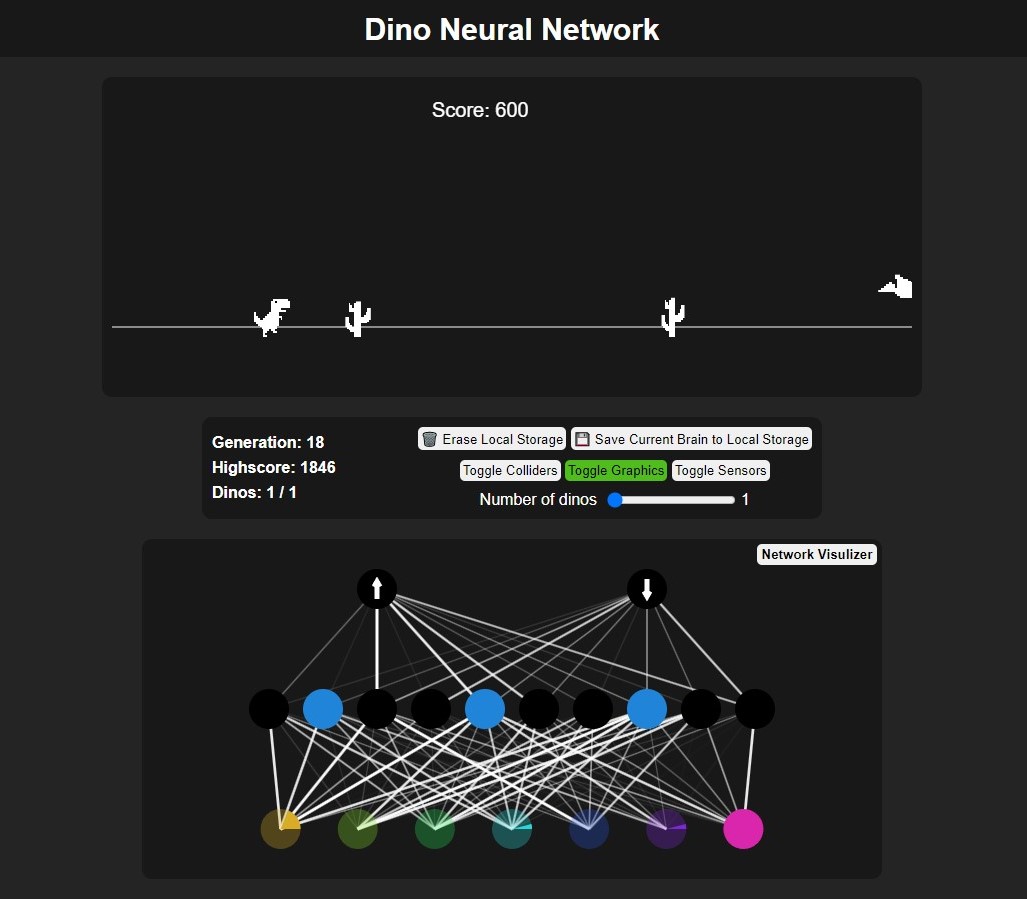 Dino Neural Network
Score: 600
Generation: 18
Highscore: 1846
Dinos: 1 / 1
Erase Local Storage
Save Current Brain to Local Storage
Toggle Colliders
Toggle Graphics
Toggle Sensors
Number of dinos 1
Network Visulizer